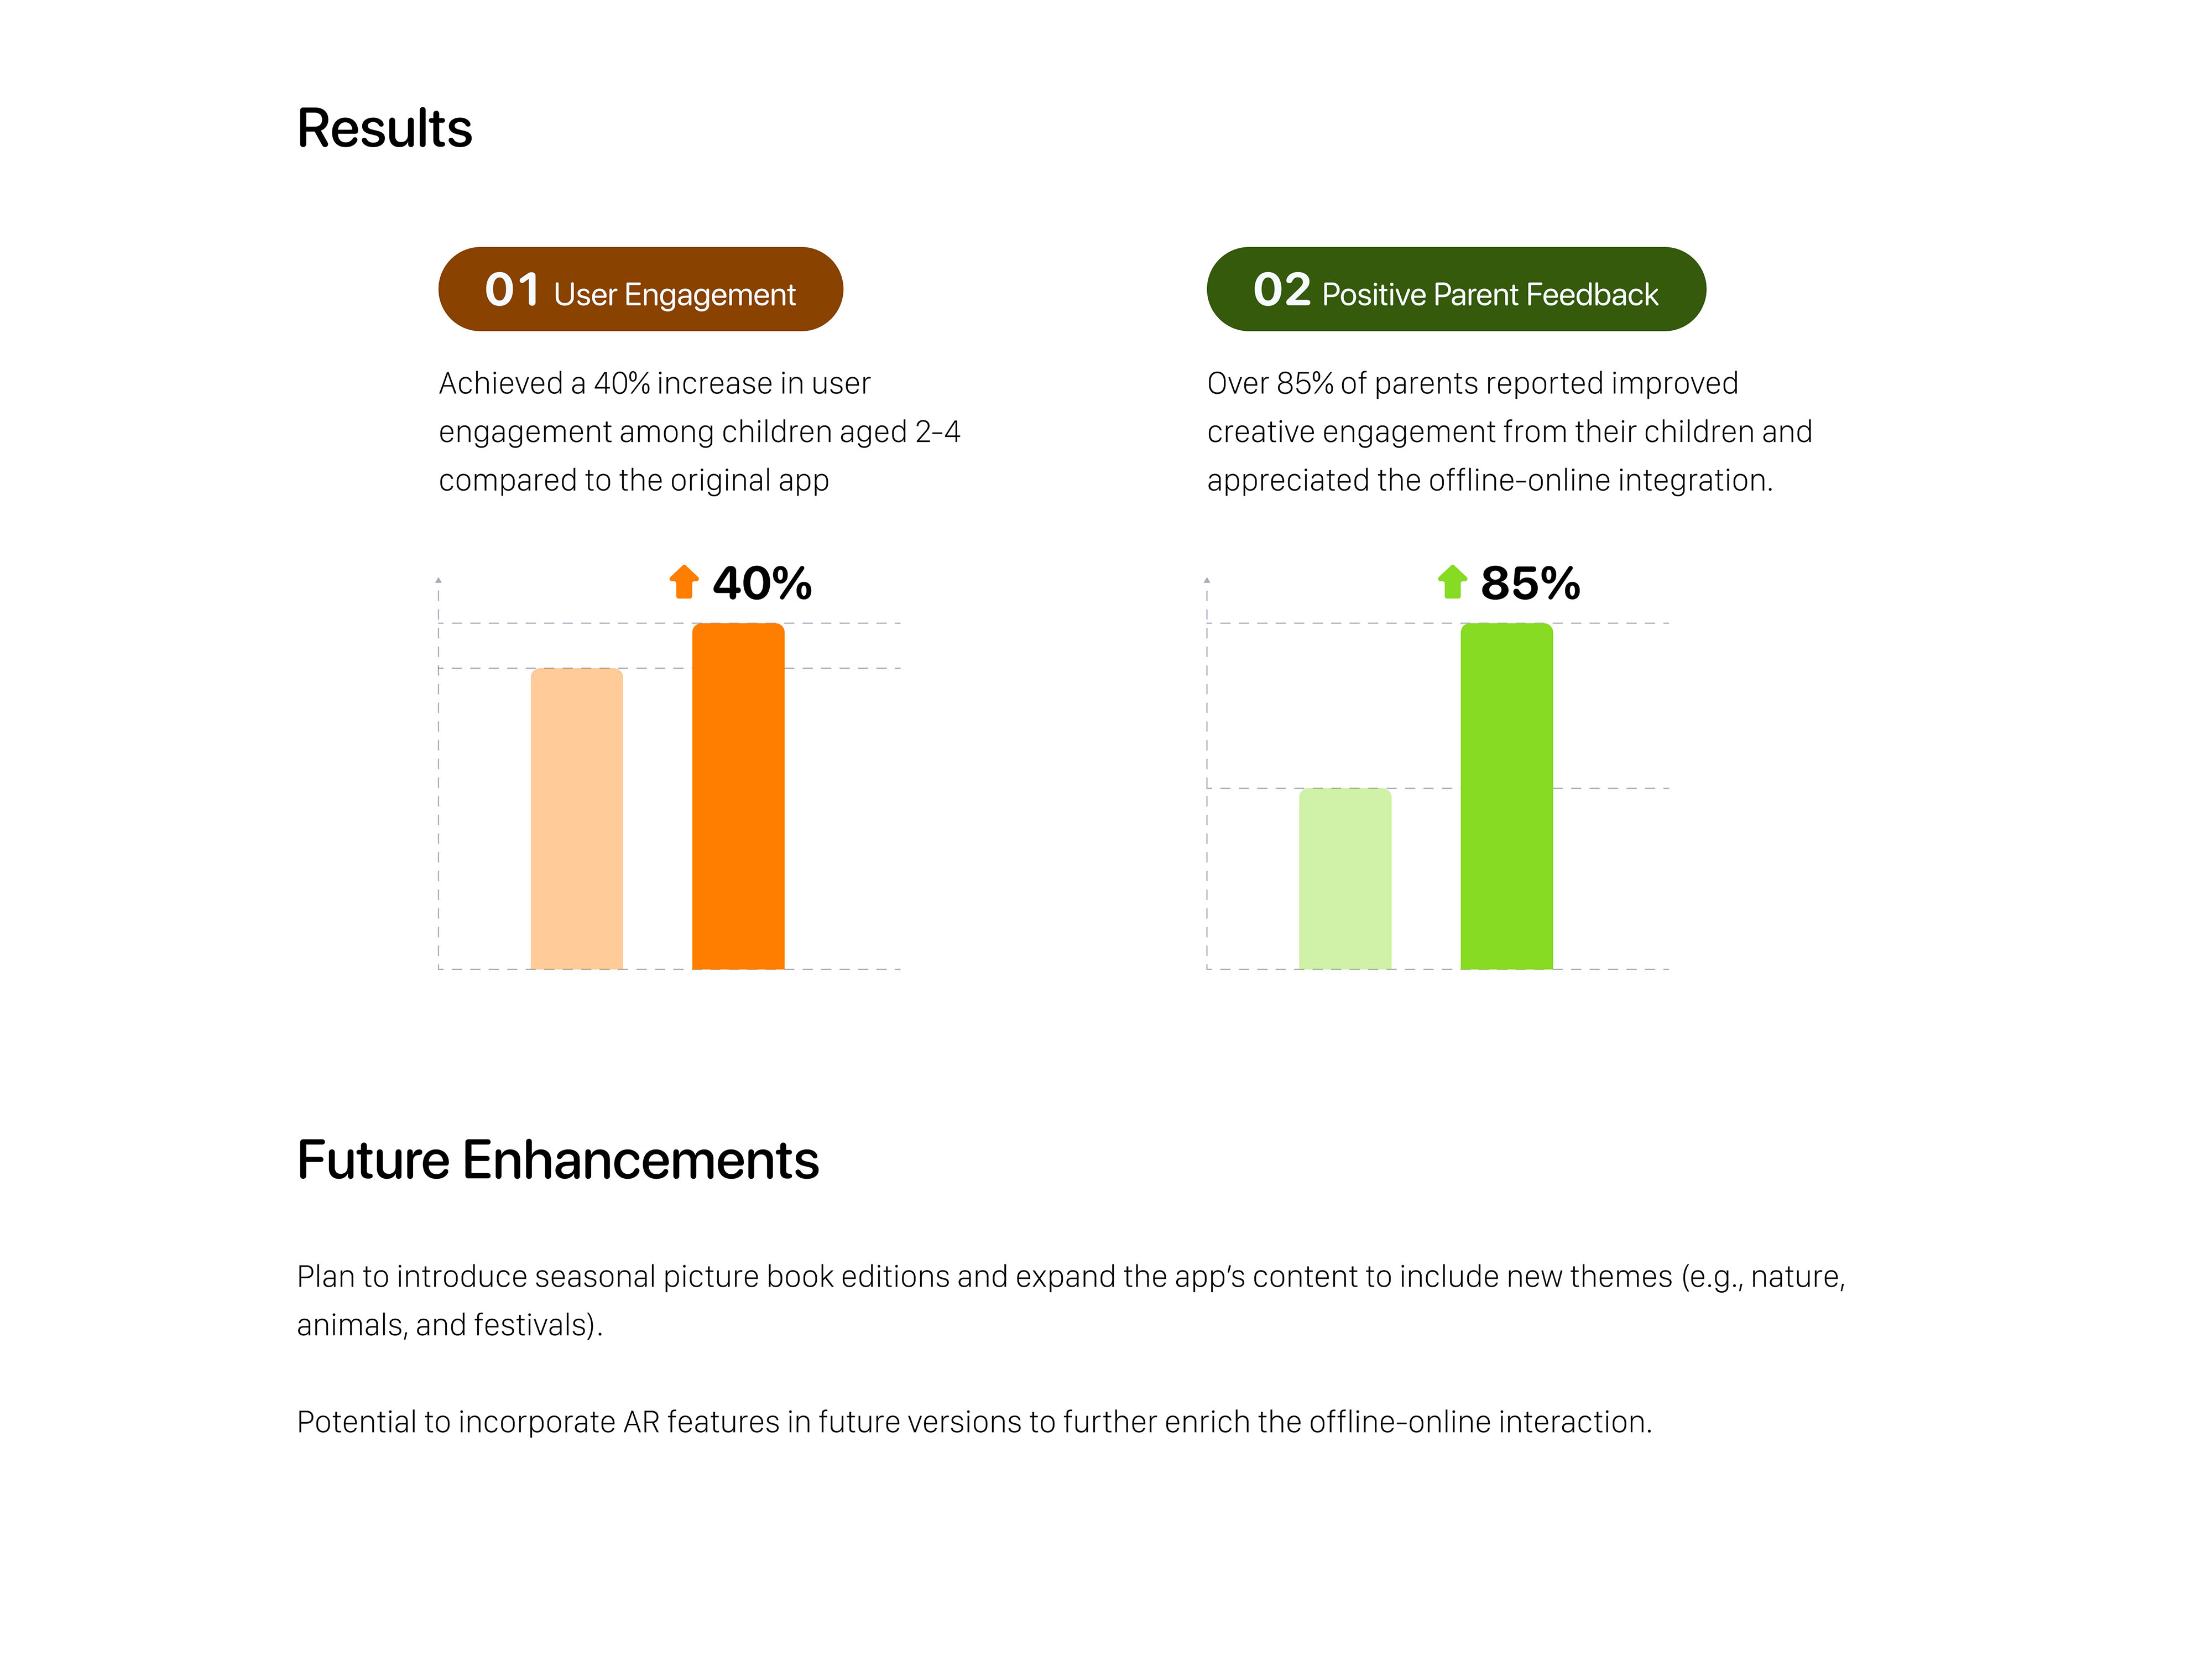 Results
01 User Engagement
Achieved a 40% increase in user
engagement among children aged 2-4
compared to the original app
40%
02 Positive Parent Feedback
Over 85% of parents reported improved
creative engagement from their children and
appreciated the offline-online integration.
85%
Future Enhancements
Plan to introduce seasonal picture book editions and expand the app’s content to include new themes (e.g., nature,
animals, and festivals).
Potential to incorporate AR features in future versions to further enrich the offline-online interaction.